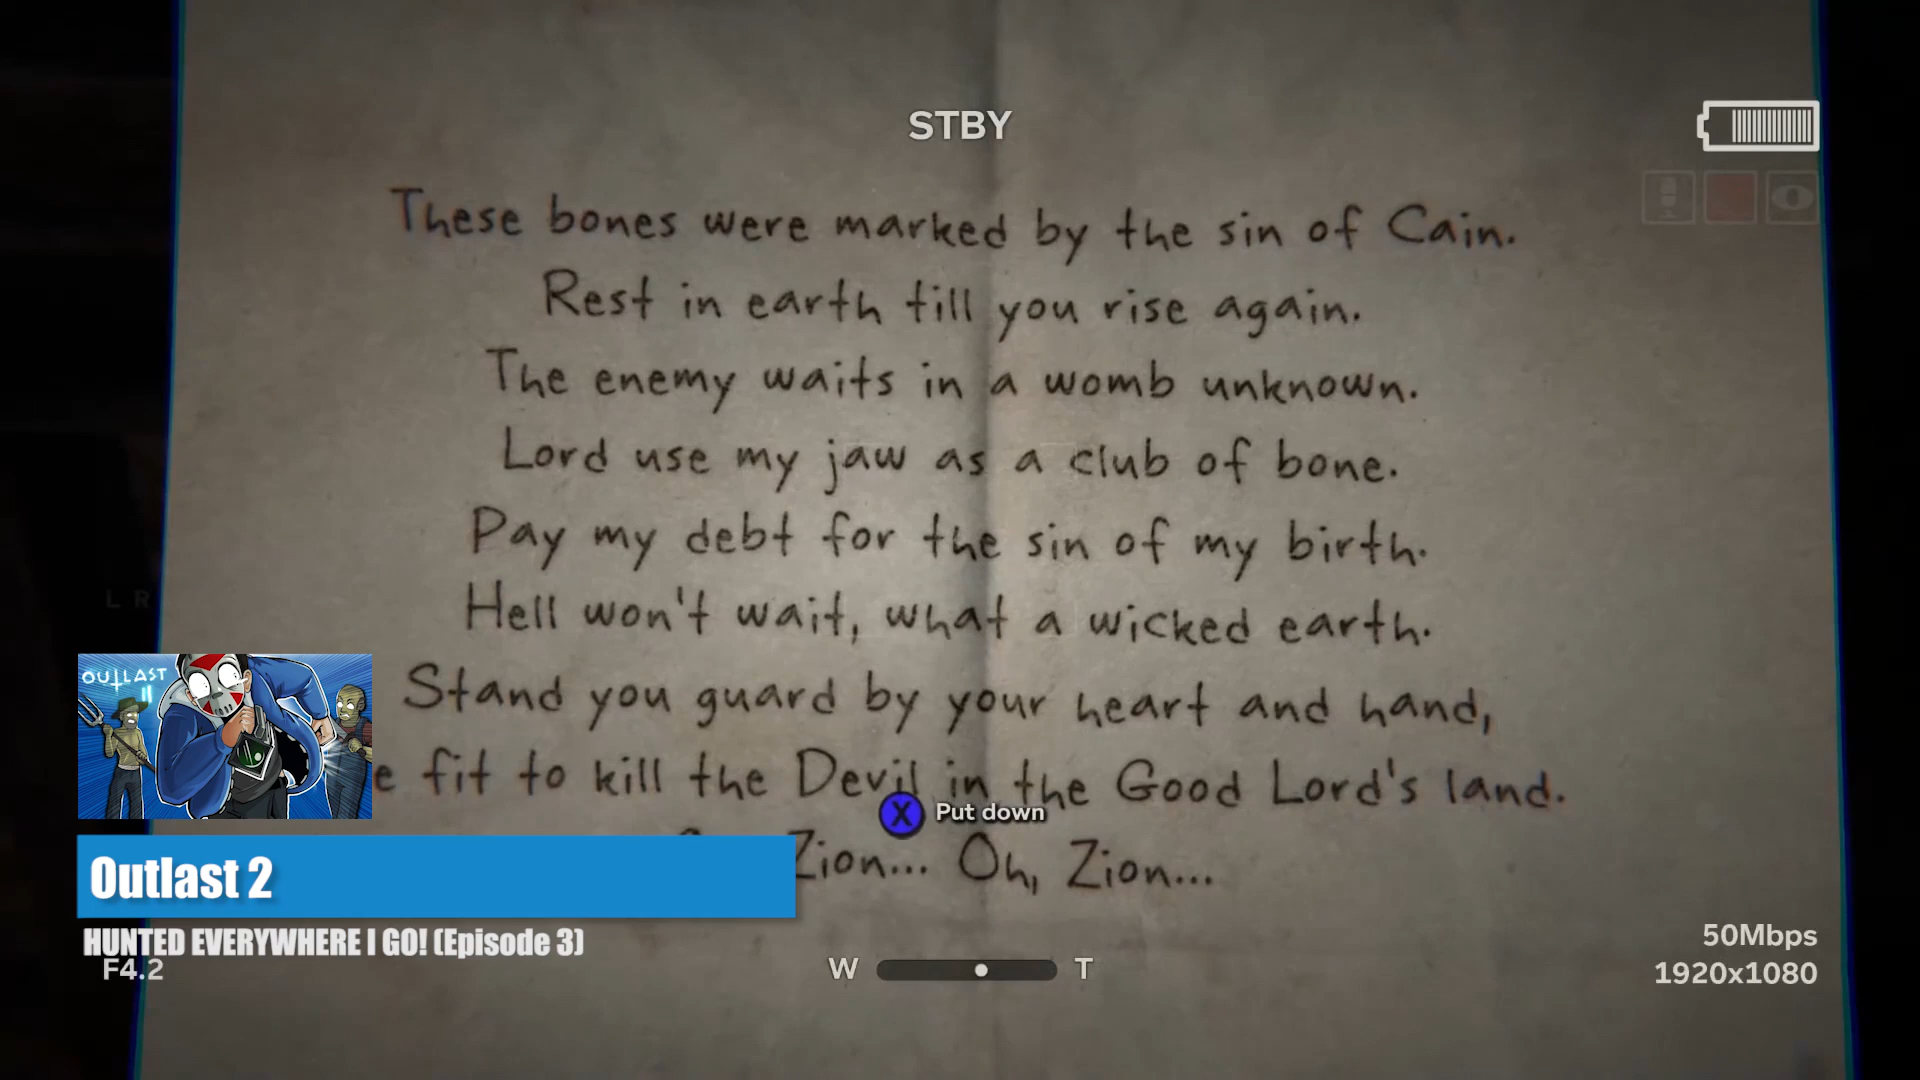 STBY
These bones were marked by the sin of Cain.
Rest in earth till you rise again.
The enemy waits in a womb unknown.
Lord use my jaw as a club of bone.
Pay my debt for the sin of my birth.
Hell won't wait, what a wicked earth.
Stand you guard by your heart and hand,
fit to kill the Devil in the Good Lord's land.
X Put down
Zion... Oh, Zion...
L R
OUTLAST II
Outlast 2
HUNTED EVERYWHERE I GO! (Episode 3)
F4.2
W T
50Mbps
1920x1080